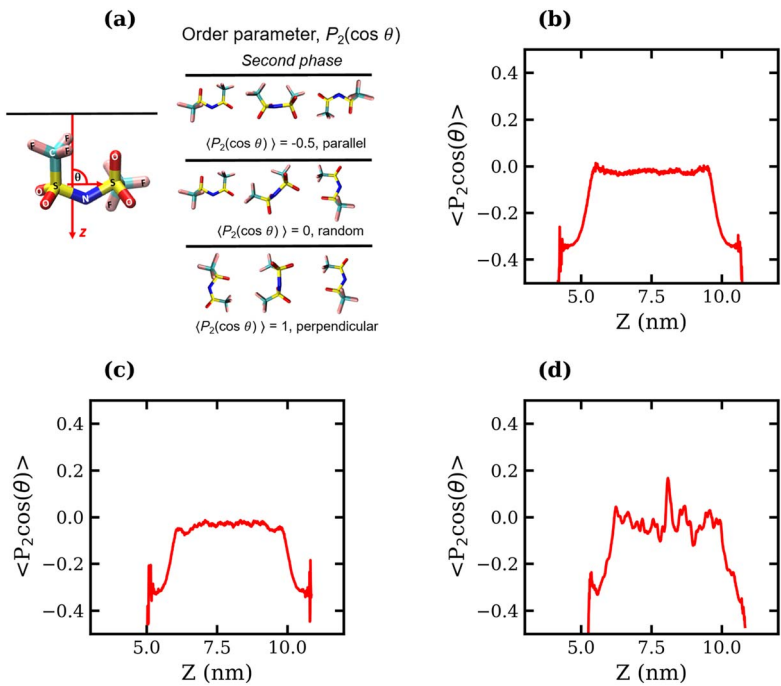 (a)
Order parameter, P₂(cos θ)
Second phase
⟨P₂(cos θ) ⟩ = -0.5, parallel
⟨P₂(cos θ) ⟩ = 0, random
⟨P₂(cos θ) ⟩ = 1, perpendicular
F
F
F
C
O
θ
S
S
F
O
O
N
F
O
z
(b)
<P₂cos(θ)>
0.4
0.2
0.0
−0.2
−0.4
5.0 7.5 10.0
Z (nm)
(c)
<P₂cos(θ)>
0.4
0.2
0.0
−0.2
−0.4
5.0 7.5 10.0
Z (nm)
(d)
<P₂cos(θ)>
0.4
0.2
0.0
−0.2
−0.4
5.0 7.5 10.0
Z (nm)